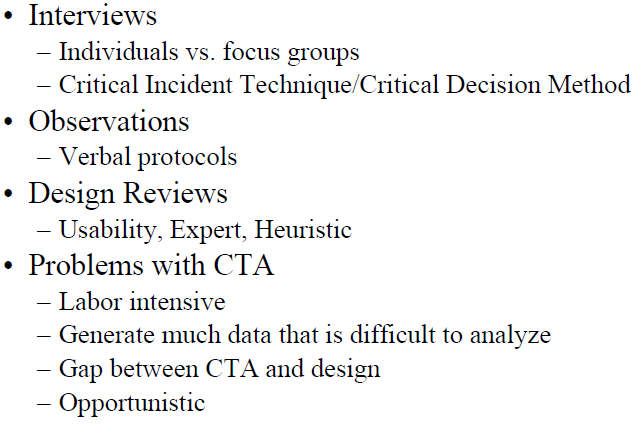 • Interviews
– Individuals vs. focus groups
– Critical Incident Technique/Critical Decision Method
• Observations
– Verbal protocols
• Design Reviews
– Usability, Expert, Heuristic
• Problems with CTA
– Labor intensive
– Generate much data that is difficult to analyze
– Gap between CTA and design
– Opportunistic